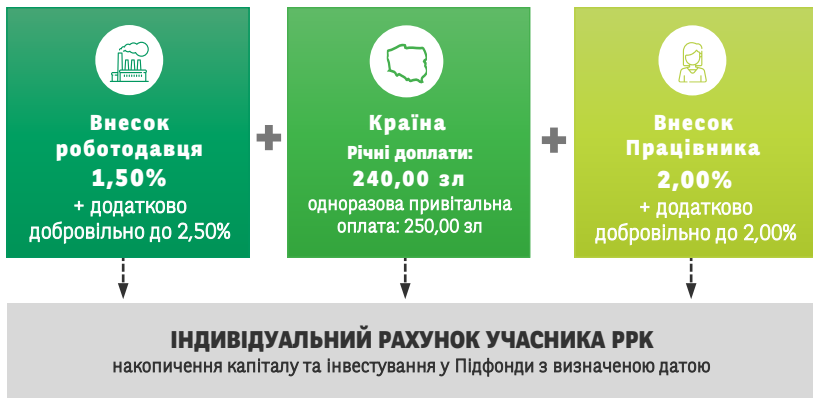 Внесок
роботодавця
1,50%
+ додатково
добровільно до 2,50%
+
Країна
Річні доплати:
240,00 зл
одноразова привітальна
оплата: 250,00 зл
+
Внесок
Працівника
2,00%
+ додатково
добровільно до 2,00%
ІНДИВІДУАЛЬНИЙ РАХУНОК УЧАСНИКА PPK
накопичення капіталу та інвестування у Підфонди з визначеною датою